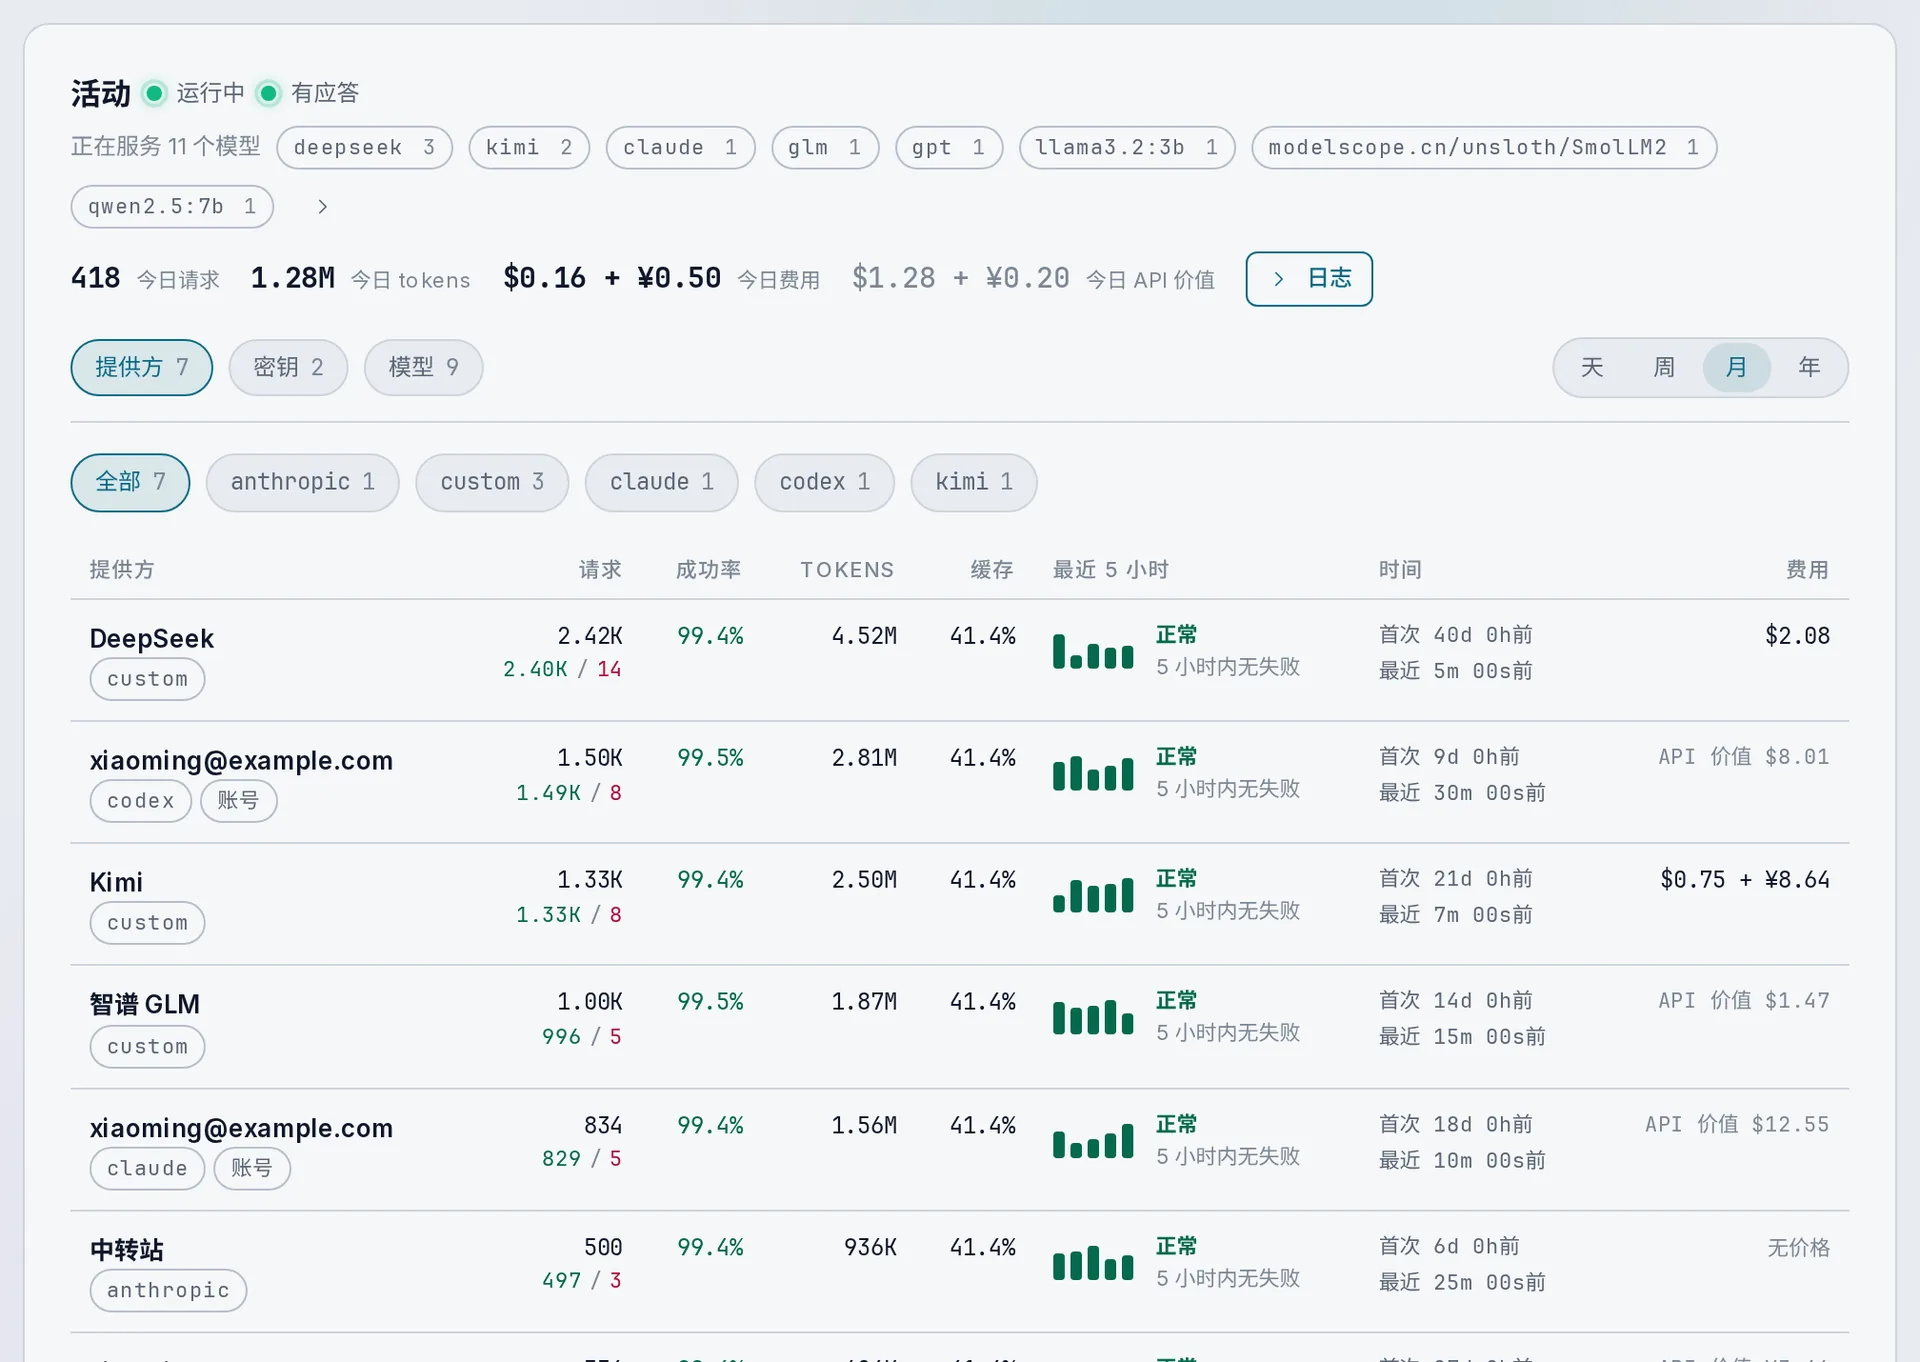 活动 运行中 有应答
正在服务 11 个模型 deepseek 3 kimi 2 claude 1 glm 1 gpt 1 llama3.2:3b 1 modelscope.cn/unsloth/SmolLM2 1
qwen2.5:7b 1 >
418 今日请求 1.28M 今日 tokens $0.16 + ¥0.50 今日费用 $1.28 + ¥0.20 今日 API 价值 > 日志
提供方 7 密钥 2 模型 9 天 周 月 年
全部 7 anthropic 1 custom 3 claude 1 codex 1 kimi 1
提供方 请求 成功率 TOKENS 缓存 最近 5 小时 时间 费用
DeepSeek 2.42K 99.4% 4.52M 41.4% 正常 首次 40d 0h前 $2.08
custom 2.40K / 14 5 小时内无失败 最近 5m 00s前
xiaoming@example.com 1.50K 99.5% 2.81M 41.4% 正常 首次 9d 0h前 API 价值 $8.01
codex 账号 1.49K / 8 5 小时内无失败 最近 30m 00s前
Kimi 1.33K 99.4% 2.50M 41.4% 正常 首次 21d 0h前 $0.75 + ¥8.64
custom 1.33K / 8 5 小时内无失败 最近 7m 00s前
智谱 GLM 1.00K 99.5% 1.87M 41.4% 正常 首次 14d 0h前 API 价值 $1.47
custom 996 / 5 5 小时内无失败 最近 15m 00s前
xiaoming@example.com 834 99.4% 1.56M 41.4% 正常 首次 18d 0h前 API 价值 $12.55
claude 账号 829 / 5 5 小时内无失败 最近 10m 00s前
中转站 500 99.4% 936K 41.4% 正常 首次 6d 0h前 无价格
anthropic 497 / 3 5 小时内无失败 最近 25m 00s前